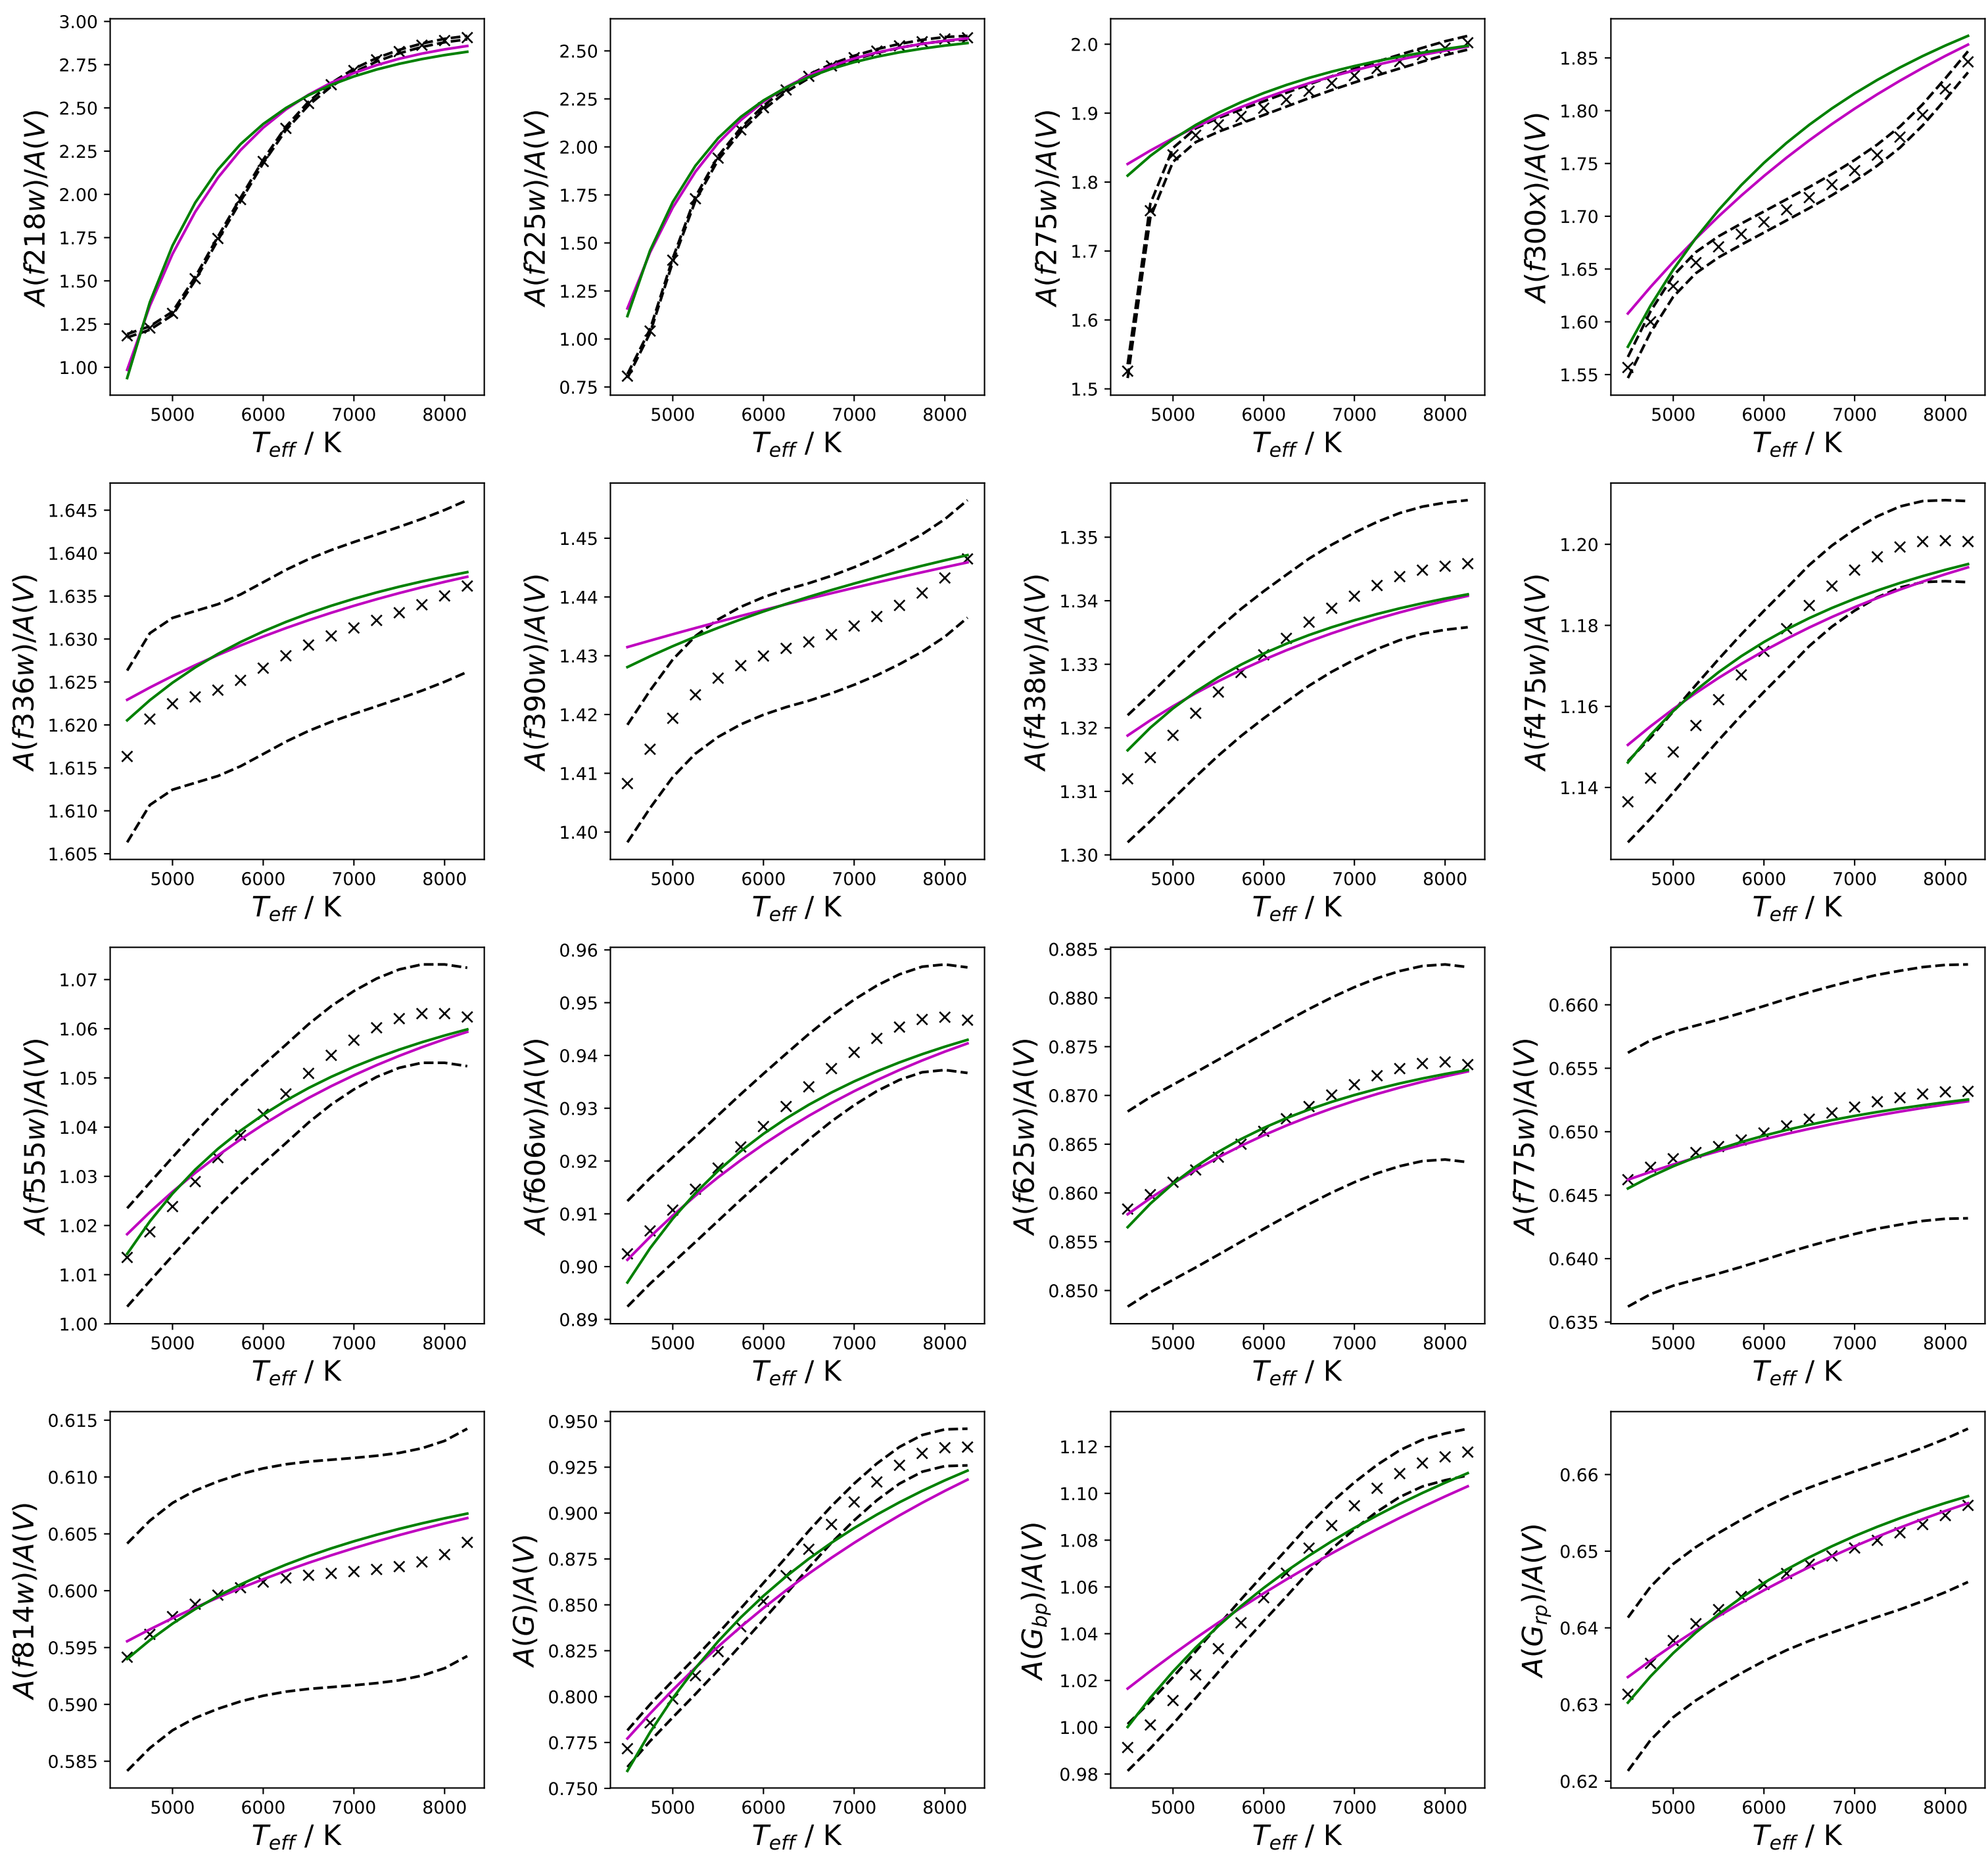 3.00
2.75
2.50
2.25
2.00
1.75
1.50
1.25
1.00
A(f218w)/A(V)
5000 6000 7000 8000
T_eff / K
2.50
2.25
2.00
1.75
1.50
1.25
1.00
0.75
A(f225w)/A(V)
5000 6000 7000 8000
T_eff / K
2.0
1.9
1.8
1.7
1.6
1.5
A(f275w)/A(V)
5000 6000 7000 8000
T_eff / K
1.85
1.80
1.75
1.70
1.65
1.60
1.55
A(f300x)/A(V)
5000 6000 7000 8000
T_eff / K
1.645
1.640
1.635
1.630
1.625
1.620
1.615
1.610
1.605
A(f336w)/A(V)
5000 6000 7000 8000
T_eff / K
1.45
1.44
1.43
1.42
1.41
1.40
A(f390w)/A(V)
5000 6000 7000 8000
T_eff / K
1.35
1.34
1.33
1.32
1.31
1.30
A(f438w)/A(V)
5000 6000 7000 8000
T_eff / K
1.20
1.18
1.16
1.14
A(f475w)/A(V)
5000 6000 7000 8000
T_eff / K
1.07
1.06
1.05
1.04
1.03
1.02
1.01
1.00
A(f555w)/A(V)
5000 6000 7000 8000
T_eff / K
0.96
0.95
0.94
0.93
0.92
0.91
0.90
0.89
A(f606w)/A(V)
5000 6000 7000 8000
T_eff / K
0.885
0.880
0.875
0.870
0.865
0.860
0.855
0.850
A(f625w)/A(V)
5000 6000 7000 8000
T_eff / K
0.660
0.655
0.650
0.645
0.640
0.635
A(f775w)/A(V)
5000 6000 7000 8000
T_eff / K
0.615
0.610
0.605
0.600
0.595
0.590
0.585
A(f814w)/A(V)
5000 6000 7000 8000
T_eff / K
0.950
0.925
0.900
0.875
0.850
0.825
0.800
0.775
0.750
A(G)/A(V)
5000 6000 7000 8000
T_eff / K
1.12
1.10
1.08
1.06
1.04
1.02
1.00
0.98
A(G_bp)/A(V)
5000 6000 7000 8000
T_eff / K
0.66
0.65
0.64
0.63
0.62
A(G_rp)/A(V)
5000 6000 7000 8000
T_eff / K